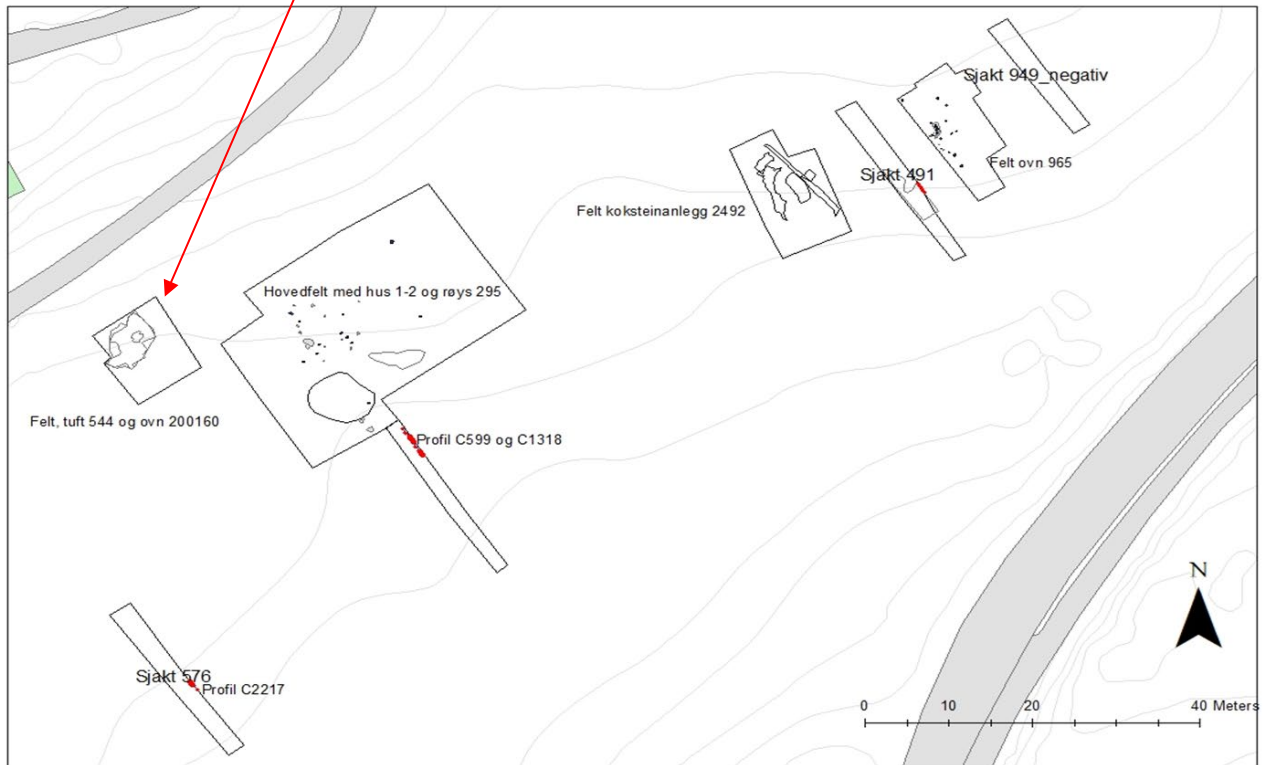 Sjakt 949_negativ
Felt ovn 965
Sjakt 491
Felt koksteinanlegg 2492
Hovedfelt med hus 1-2 og røys 295
Felt, tuft 544 og ovn 200160
Profil C599 og C1318
N
Sjakt 576
Profil C2217
0 10 20 40 Meters